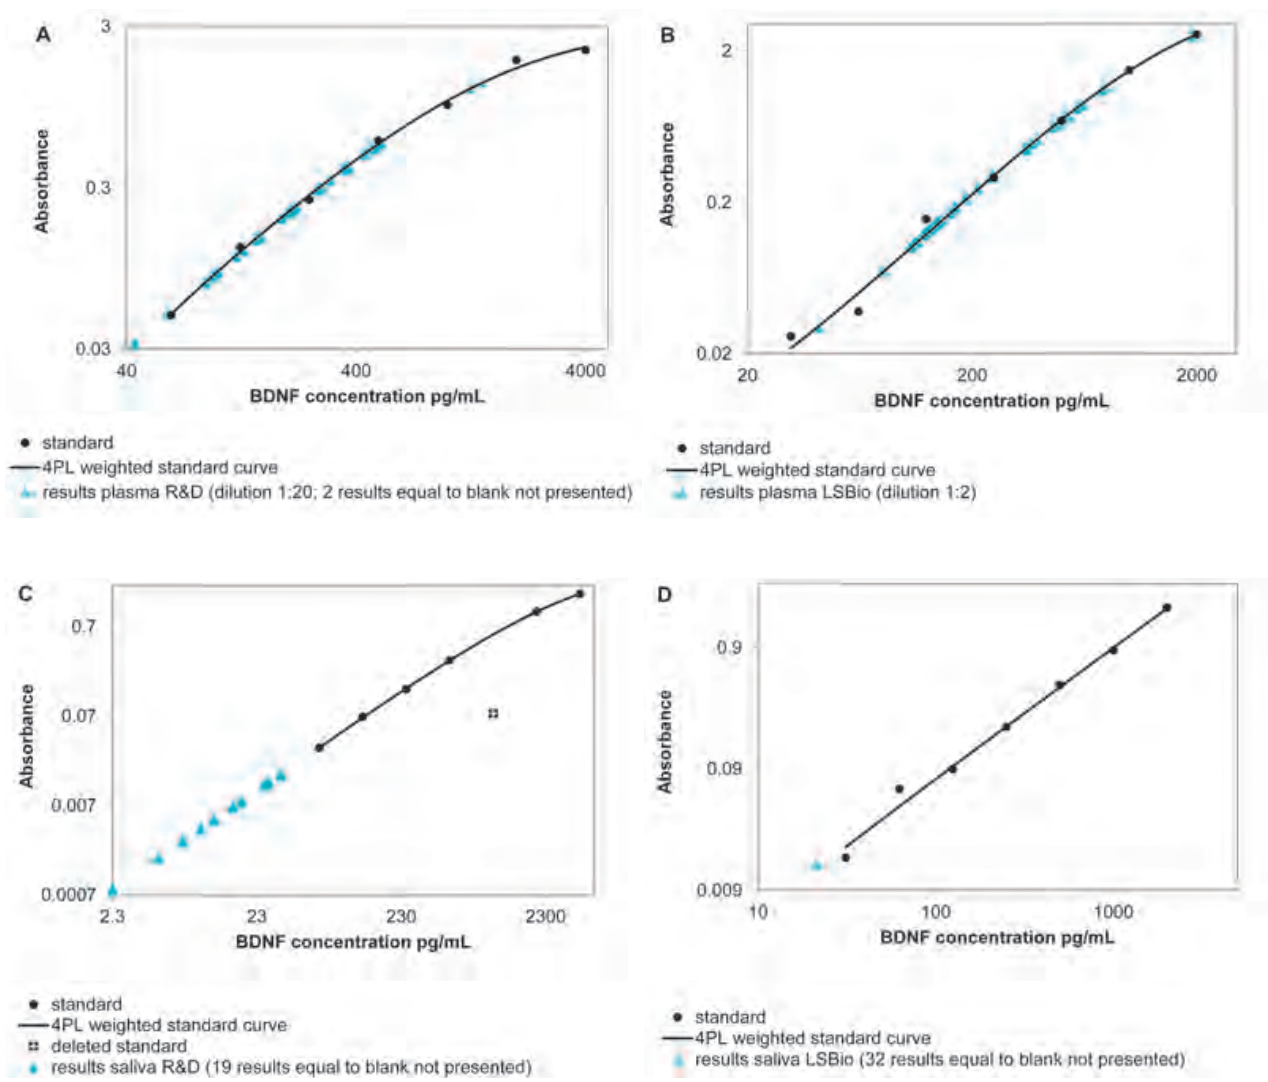 A
3
0.3
0.03
40
400
4000
Absorbance
BDNF concentration pg/mL
standard
4PL weighted standard curve
results plasma R&D (dilution 1:20; 2 results equal to blank not presented)
B
2
0.2
0.02
20
200
2000
Absorbance
BDNF concentration pg/mL
standard
4PL weighted standard curve
results plasma LSBio (dilution 1:2)
C
0.7
0.07
0.007
0.0007
2.3
23
230
2300
Absorbance
BDNF concentration pg/mL
standard
4PL weighted standard curve
deleted standard
results saliva R&D (19 results equal to blank not presented)
D
0.9
0.09
0.009
10
100
1000
Absorbance
BDNF concentration pg/mL
standard
4PL weighted standard curve
results saliva LSBio (32 results equal to blank not presented)